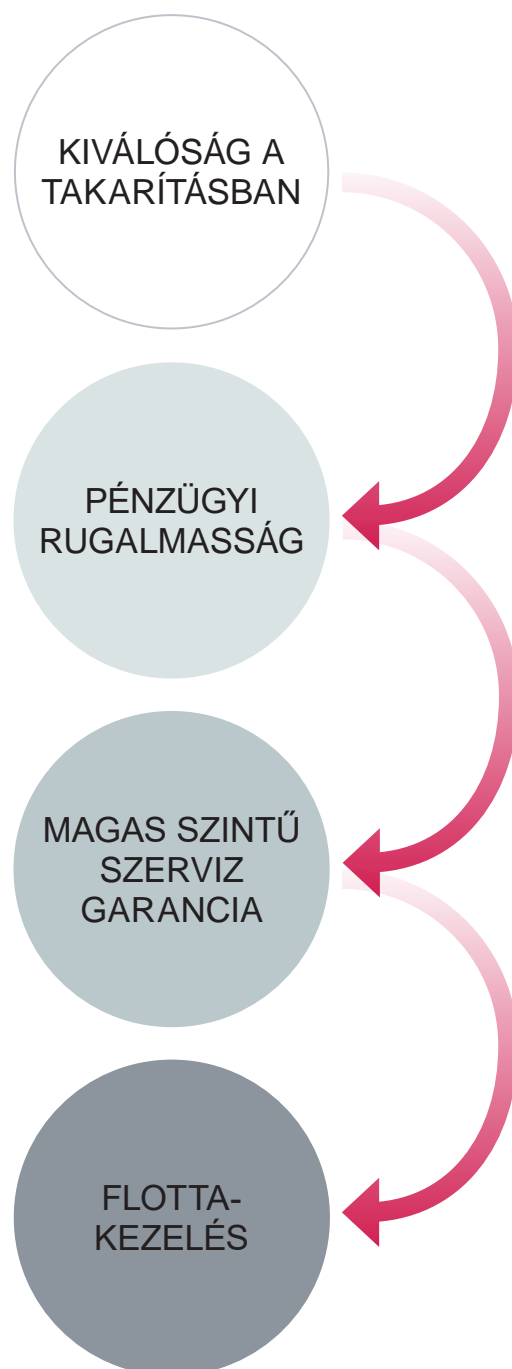 KIVÁLÓSÁG A
TAKARÍTÁSBAN
PÉNZÜGYI
RUGALMASSÁG
MAGAS SZINTŰ
SZERVIZ
GARANCIA
FLOTTA-
KEZELÉS